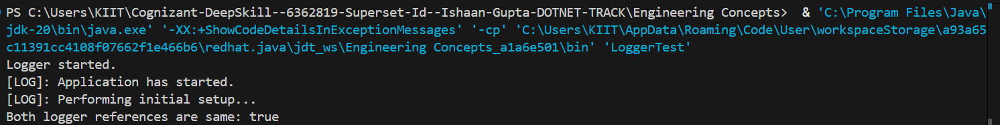 PS C:\Users\KIIT\Cognizant-DeepSkill--6362819-Superset-Id--Ishaan-Gupta-DOTNET-TRACK\Engineering Concepts>  & 'C:\Program Files\Java\
jdk-20\bin\java.exe' '-XX:+ShowCodeDetailsInExceptionMessages' '-cp' 'C:\Users\KIIT\AppData\Roaming\Code\User\workspaceStorage\a93a65
c11391cc4108f07662f1e466b6\redhat.java\jdt_ws\Engineering Concepts_a1a6e501\bin' 'LoggerTest'
Logger started.
[LOG]: Application has started.
[LOG]: Performing initial setup...
Both logger references are same: true